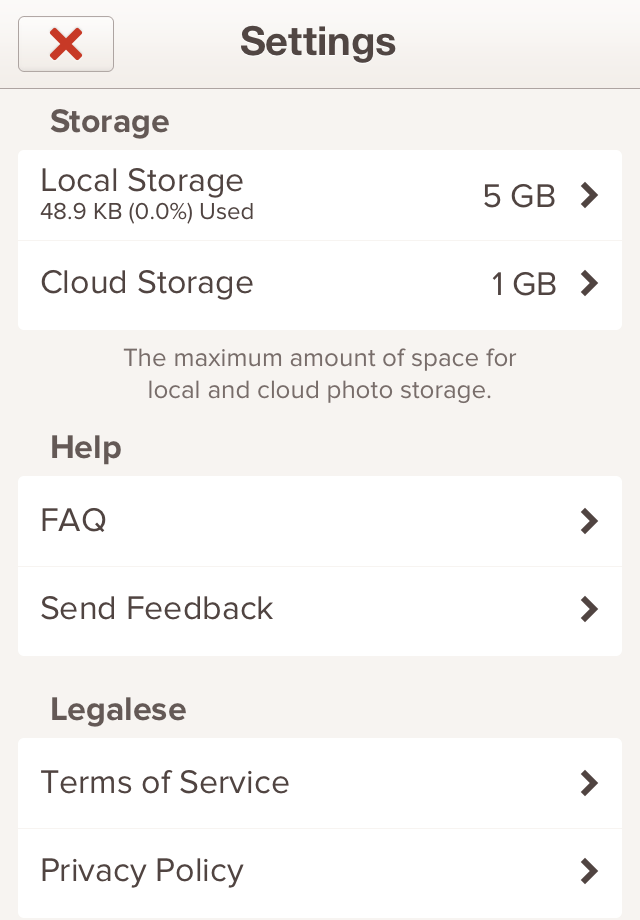 Settings
Storage
Local Storage
48.9 KB (0.0%) Used
5 GB
Cloud Storage
1 GB
The maximum amount of space for
local and cloud photo storage.
Help
FAQ
Send Feedback
Legalese
Terms of Service
Privacy Policy